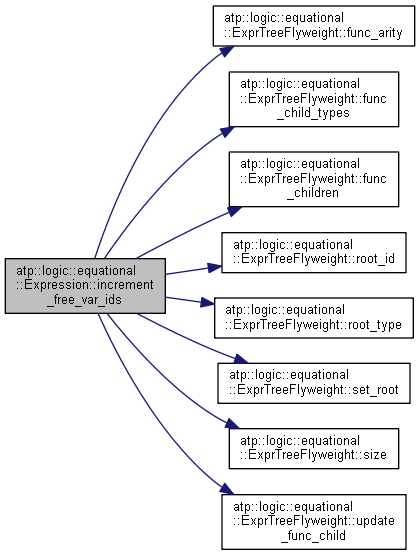 atp::logic::equational
::ExprTreeFlyweight::func_arity
atp::logic::equational
::ExprTreeFlyweight::func
_child_types
atp::logic::equational
::ExprTreeFlyweight::func
_children
atp::logic::equational
::ExprTreeFlyweight::root_id
atp::logic::equational
::Expression::increment
_free_var_ids
atp::logic::equational
::ExprTreeFlyweight::root_type
atp::logic::equational
::ExprTreeFlyweight::set_root
atp::logic::equational
::ExprTreeFlyweight::size
atp::logic::equational
::ExprTreeFlyweight::update
_func_child